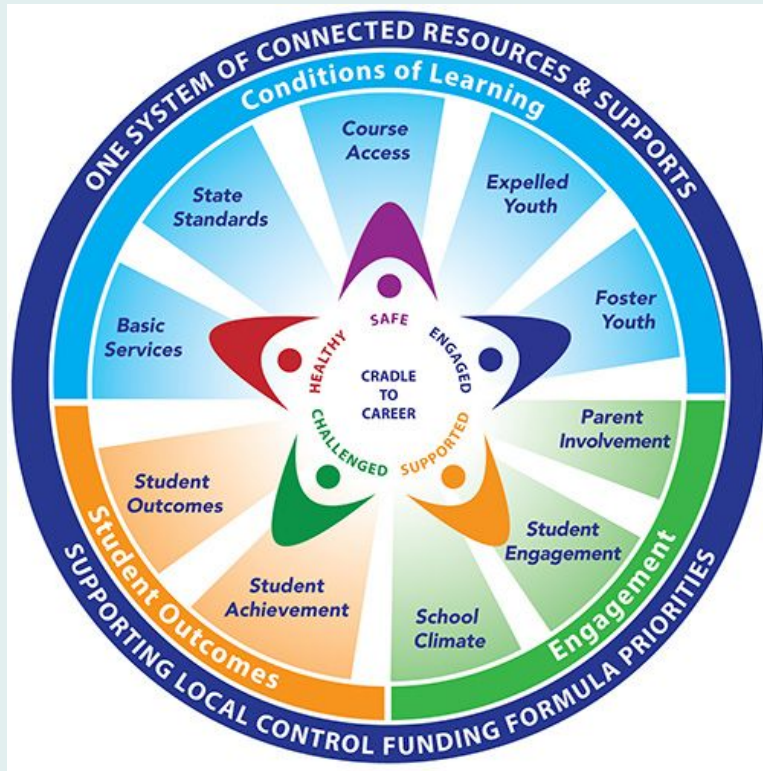 ONE SYSTEM OF CONNECTED RESOURCES & SUPPORTS
Conditions of Learning
Course
Access
State
Standards
Expelled
Youth
Basic
Services
Foster
Youth
SAFE
HEALTHY
ENGAGED
CRADLE
TO
CAREER
CHALLENGED
SUPPORTED
Parent
Involvement
Student
Outcomes
Student
Engagement
Student
Achievement
School
Climate
Student Outcomes
Engagement
SUPPORTING LOCAL CONTROL FUNDING FORMULA PRIORITIES